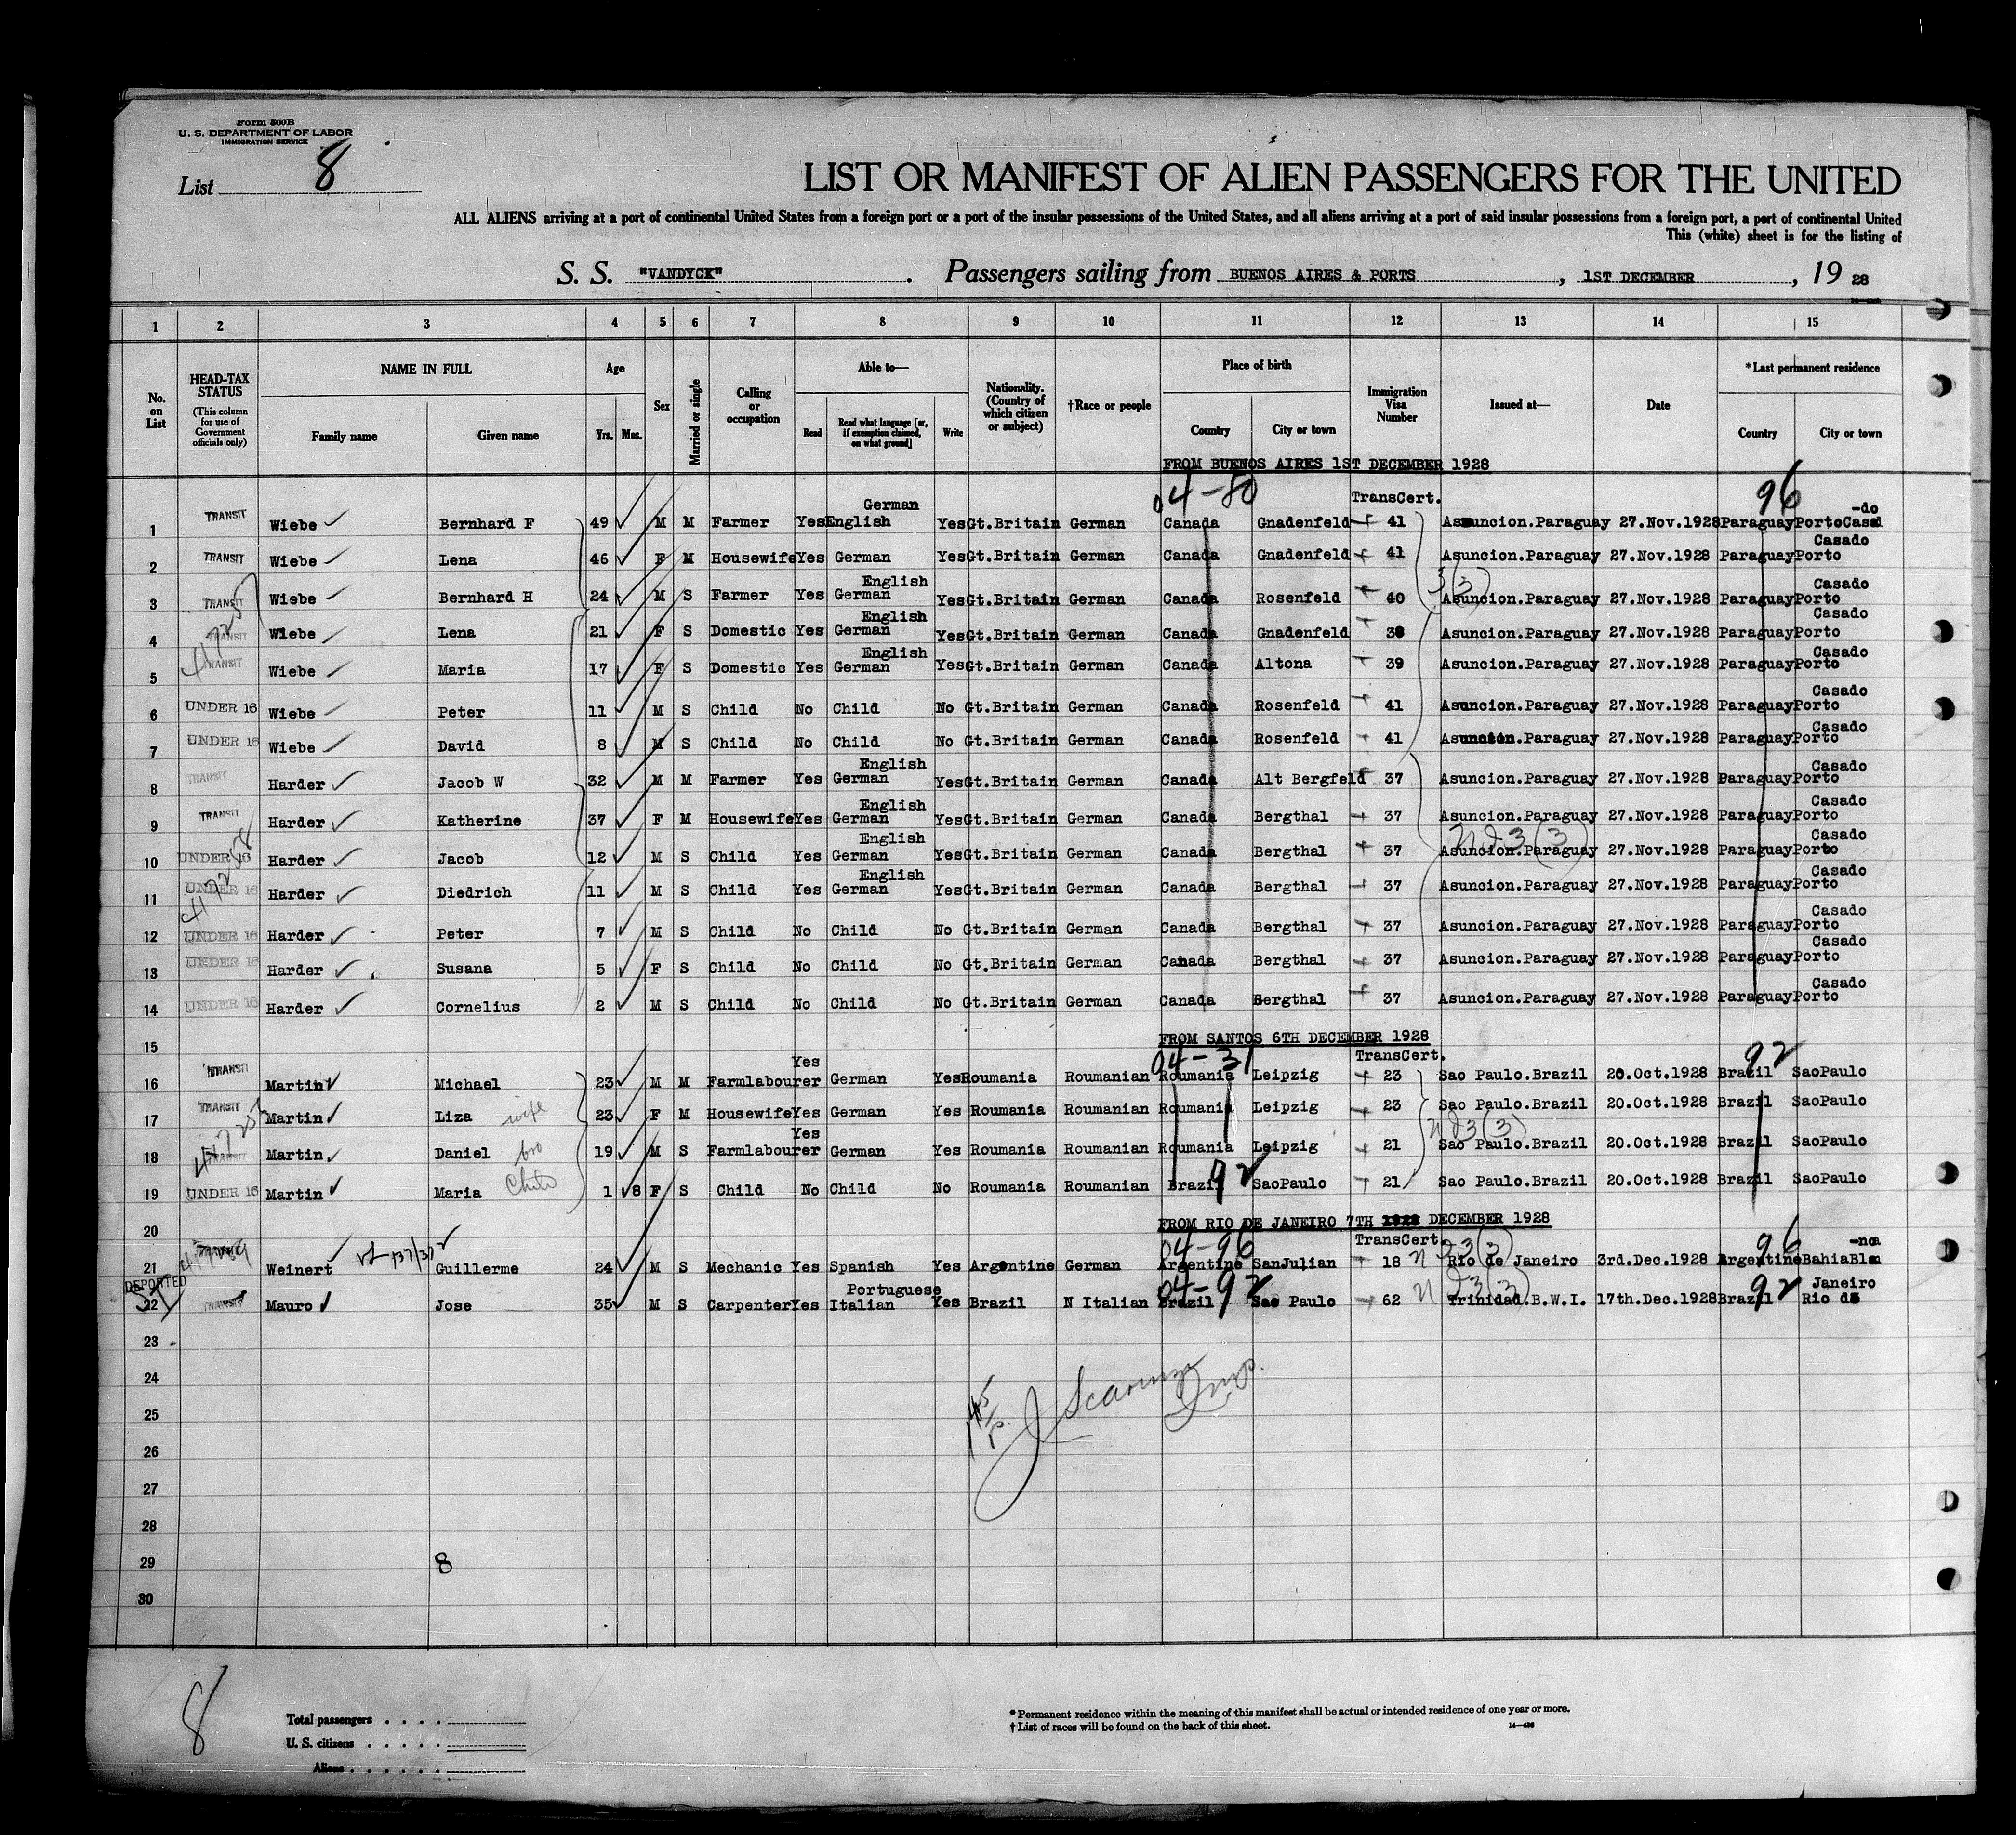 Form 500B
U. S. DEPARTMENT OF LABOR
IMMIGRATION SERVICE
List 8
LIST OR MANIFEST OF ALIEN PASSENGERS FOR THE UNITED
ALL ALIENS arriving at a port of continental United States from a foreign port or a port of the insular possessions of the United States, and all aliens arriving at a port of said insular possessions from a foreign port, a port of continental United
This (white) sheet is for the listing of
S. S. "VANDYCK". Passengers sailing from BUENOS AIRES & PORTS, 1ST DECEMBER, 19 28
1 2 3 4 5 6 7 8 9 10 11 12 13 14 15
No. on List
HEAD-TAX STATUS (This column for use of Government officials only)
NAME IN FULL Family name Given name
Age Yrs. Mos.
Sex
Married or single
Calling or occupation
Able to— Read Read what language [or, if exemption claimed, on what ground] Write
Nationality. (Country of which citizen or subject)
†Race or people
Place of birth Country City or town
Immigration Visa Number
Issued at—
Date
*Last permanent residence Country City or town
FROM BUENOS AIRES 1ST DECEMBER 1928
04-80 TransCert. 96
1 TRANSIT Wiebe Bernhard F 49 M M Farmer Yes German English Yes Gt.Britain German Canada Gnadenfeld 41 Asuncion.Paraguay 27.Nov.1928 Paraguay PortoCasa -do
2 TRANSIT Wiebe Lena 46 F M Housewife Yes German Yes Gt.Britain German Canada Gnadenfeld 41 Asuncion.Paraguay 27.Nov.1928 Paraguay Porto Casado
3 TRANSIT Wiebe Bernhard H 24 M S Farmer Yes English German Yes Gt.Britain German Canada Rosenfeld 40 Asuncion.Paraguay 27.Nov.1928 Paraguay Porto Casado
4 TRANSIT Wiebe Lena 21 F S Domestic Yes English German Yes Gt.Britain German Canada Gnadenfeld 38 Asuncion.Paraguay 27.Nov.1928 Paraguay Porto Casado
5 TRANSIT Wiebe Maria 17 F S Domestic Yes English German Yes Gt.Britain German Canada Altona 39 Asuncion.Paraguay 27.Nov.1928 Paraguay Porto Casado
6 UNDER 16 Wiebe Peter 11 M S Child No Child No Gt.Britain German Canada Rosenfeld 41 Asuncion.Paraguay 27.Nov.1928 Paraguay Porto Casado
7 UNDER 16 Wiebe David 8 M S Child No Child No Gt.Britain German Canada Rosenfeld 41 Asuncion.Paraguay 27.Nov.1928 Paraguay Porto Casado
8 TRANSIT Harder Jacob W 32 M M Farmer Yes English German Yes Gt.Britain German Canada Alt Bergfeld 37 Asuncion.Paraguay 27.Nov.1928 Paraguay Porto Casado
9 TRANSIT Harder Katherine 37 F M Housewife Yes English German Yes Gt.Britain German Canada Bergthal 37 Asuncion.Paraguay 27.Nov.1928 Paraguay Porto Casado
10 UNDER 16 Harder Jacob 12 M S Child Yes English German Yes Gt.Britain German Canada Bergthal 37 Asuncion.Paraguay 27.Nov.1928 Paraguay Porto Casado
11 UNDER 16 Harder Diedrich 11 M S Child Yes English German Yes Gt.Britain German Canada Bergthal 37 Asuncion.Paraguay 27.Nov.1928 Paraguay Porto Casado
12 UNDER 16 Harder Peter 7 M S Child No Child No Gt.Britain German Canada Bergthal 37 Asuncion.Paraguay 27.Nov.1928 Paraguay Porto Casado
13 UNDER 16 Harder Susana 5 F S Child No Child No Gt.Britain German Canada Bergthal 37 Asuncion.Paraguay 27.Nov.1928 Paraguay Porto Casado
14 UNDER 16 Harder Cornelius 2 M S Child No Child No Gt.Britain German Canada Bergthal 37 Asuncion.Paraguay 27.Nov.1928 Paraguay Porto Casado
15 FROM SANTOS 6TH DECEMBER 1928
04-31 TransCert. 92
16 TRANSIT Martin Michael 23 M M Farmlabourer Yes German Yes Roumania Roumanian Roumania Leipzig 23 Sao Paulo.Brazil 20.Oct.1928 Brazil SaoPaulo
17 TRANSIT Martin Liza wife 23 F M Housewife Yes German Yes Roumania Roumanian Roumania Leipzig 23 Sao Paulo.Brazil 20.Oct.1928 Brazil SaoPaulo
18 TRANSIT Martin Daniel bro 19 M S Farmlabourer Yes German Yes Roumania Roumanian Roumania Leipzig 21 Sao Paulo.Brazil 20.Oct.1928 Brazil SaoPaulo
19 UNDER 16 Martin Maria 1 8 F S Child No Child No Roumania Roumanian Brazil 92 SaoPaulo 21 Sao Paulo.Brazil 20.Oct.1928 Brazil SaoPaulo
20 FROM RIO DE JANEIRO 7TH DECEMBER 1928
04-96 TransCert. 96
21 Weinert Guillerme 24 M S Mechanic Yes Spanish Yes Argentine German Argentine SanJulian 18 Rio de Janeiro 3rd.Dec.1928 Argentine BahiaBla -nca
DEPORTED
22 TRANSIT Mauro Jose 35 M S Carpenter Yes Portuguese Italian Yes Brazil N Italian 04-92 Brazil Sao Paulo 62 Trinidad.B.W.I. 17th.Dec.1928 Brazil 92 Rio de Janeiro
23
24
25
26
27
28
29 8
30
8
Total passengers
U. S. citizens
Aliens
* Permanent residence within the meaning of this manifest shall be actual or intended residence of one year or more.
† List of races will be found on the back of this sheet.